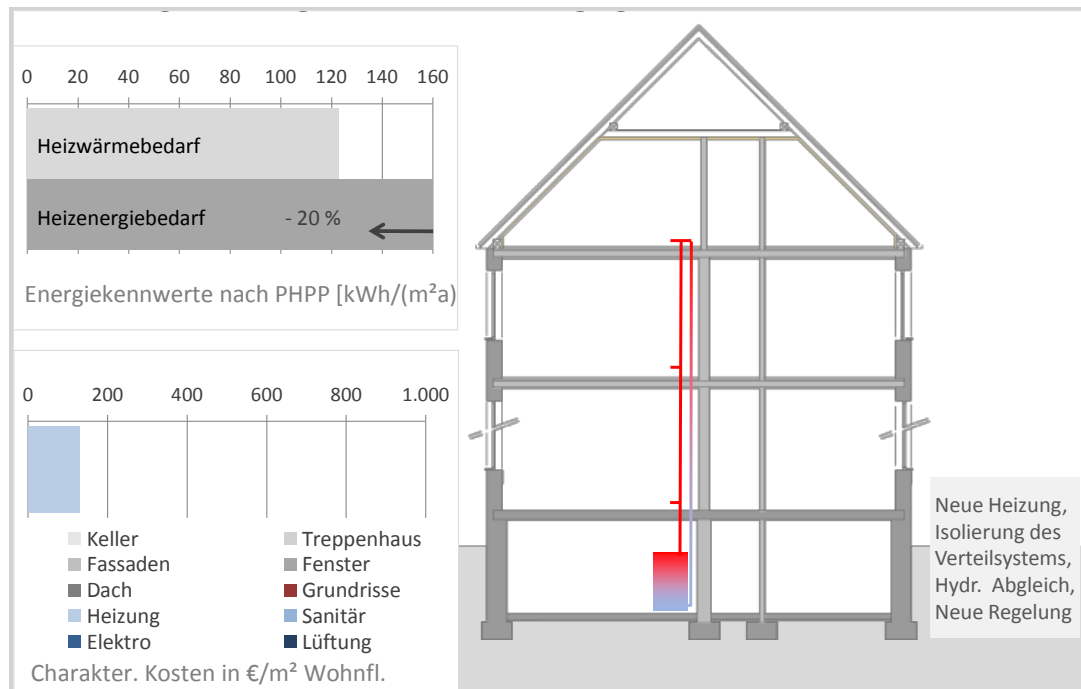 0 20 40 60 80 100 120 140 160
Heizwärmebedarf
Heizenergiebedarf - 20 %
Energiekennwerte nach PHPP [kWh/(m²a)
0 200 400 600 800 1.000
Keller Treppenhaus
Fassaden Fenster
Dach Grundrisse
Heizung Sanitär
Elektro Lüftung
Charakter. Kosten in €/m² Wohnfl.
Neue Heizung,
Isolierung des
Verteilsystems,
Hydr. Abgleich,
Neue Regelung